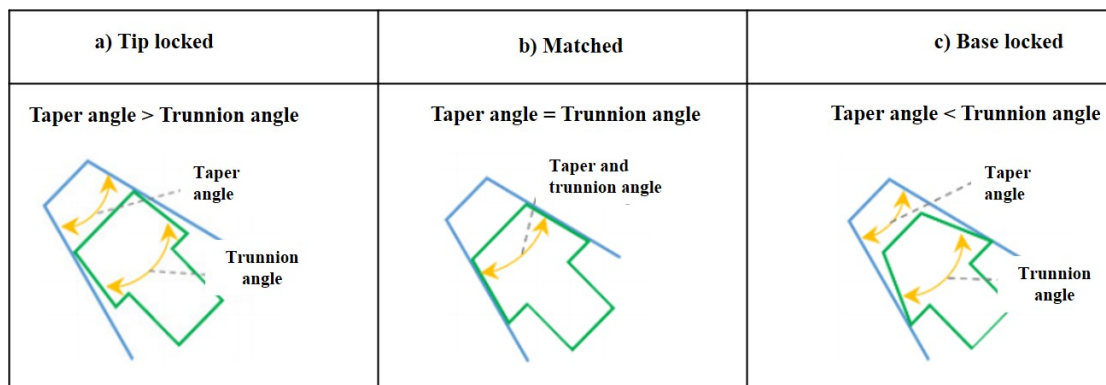 a) Tip locked
b) Matched
c) Base locked
Taper angle > Trunnion angle
Taper angle = Trunnion angle
Taper angle < Trunnion angle
Taper
angle
Trunnion
angle
Taper and
trunnion angle
Taper
angle
Trunnion
angle